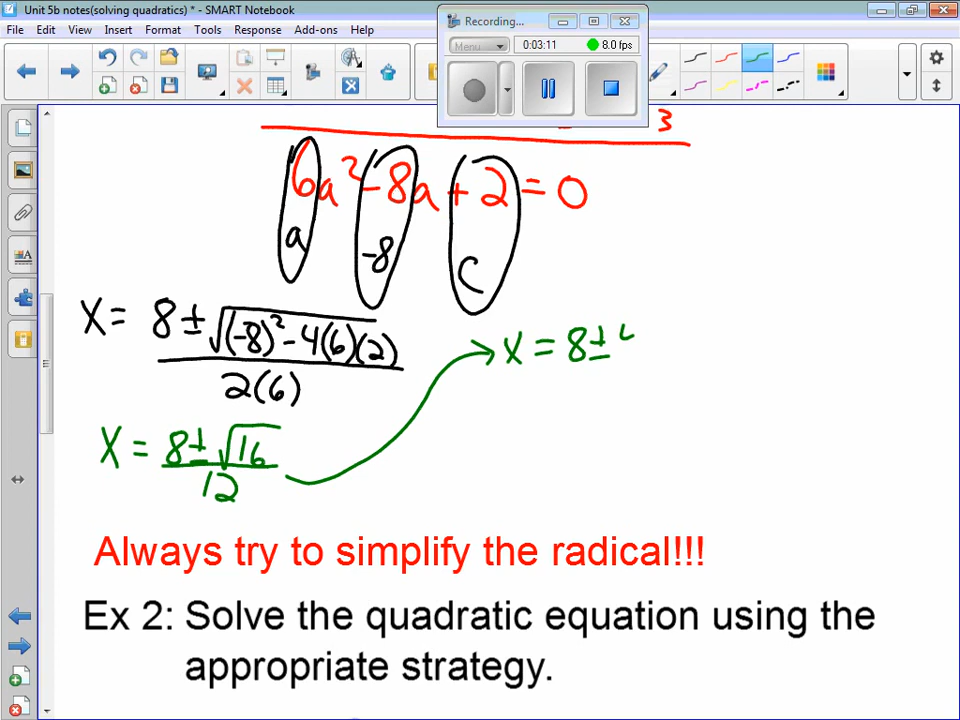 Unit 5b notes(solving quadratics) * - SMART Notebook
Recording...
File Edit View Insert Format Tools Response Add-ons Help
Menu 0:03:11 8.0 fps
3
6a² - 8a + 2 = 0
a -8 c
X = 8 ± √(-8)² - 4(6)(2)
2(6)
X = 8 ±
X = 8 ± √16
12
Always try to simplify the radical!!!
Ex 2: Solve the quadratic equation using the
appropriate strategy.